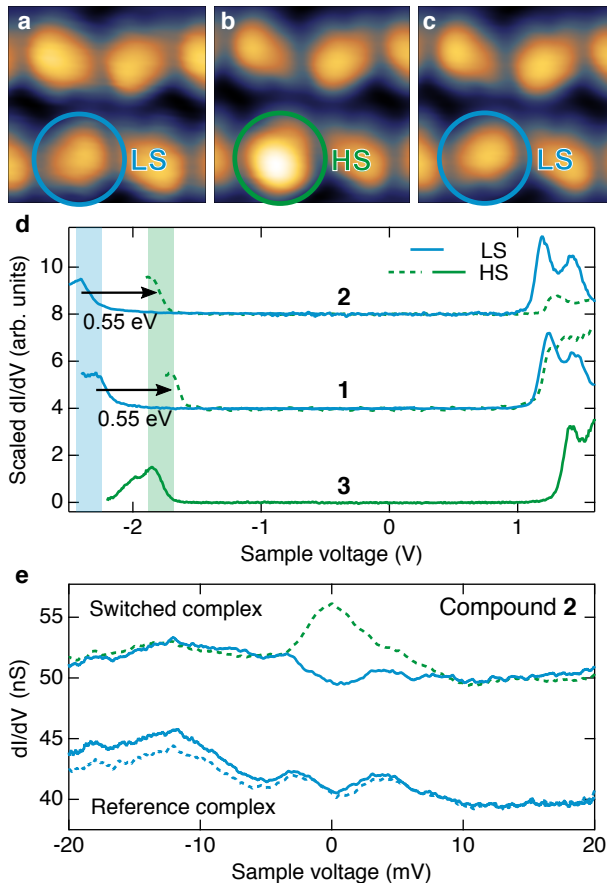 a
b
c
LS
HS
LS
d
LS
HS
2
0.55 eV
1
0.55 eV
3
10
8
6
4
2
0
Scaled dI/dV (arb. units)
-2
-1
0
1
Sample voltage (V)
e
Switched complex
Compound 2
Reference complex
55
50
45
40
dI/dV (nS)
-20
-10
0
10
20
Sample voltage (mV)